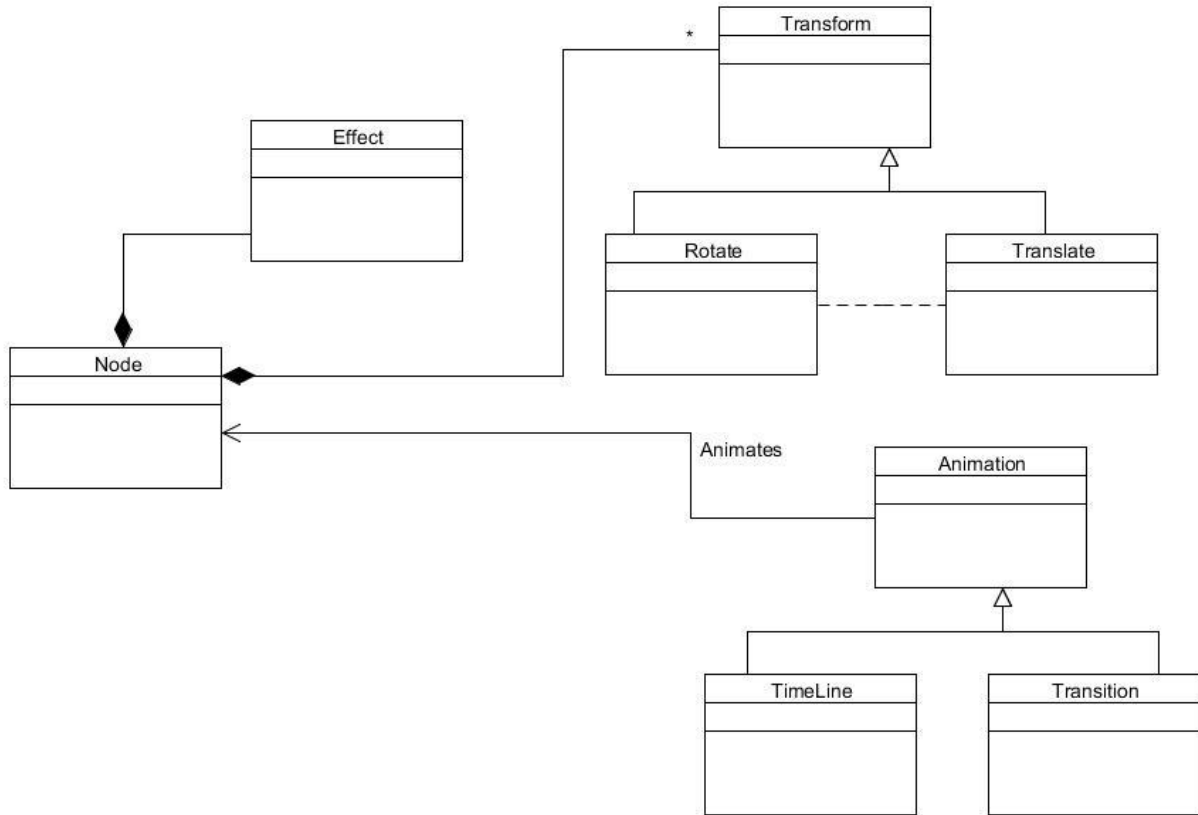 Transform
*
Effect
Rotate
Translate
Node
Animates
Animation
TimeLine
Transition